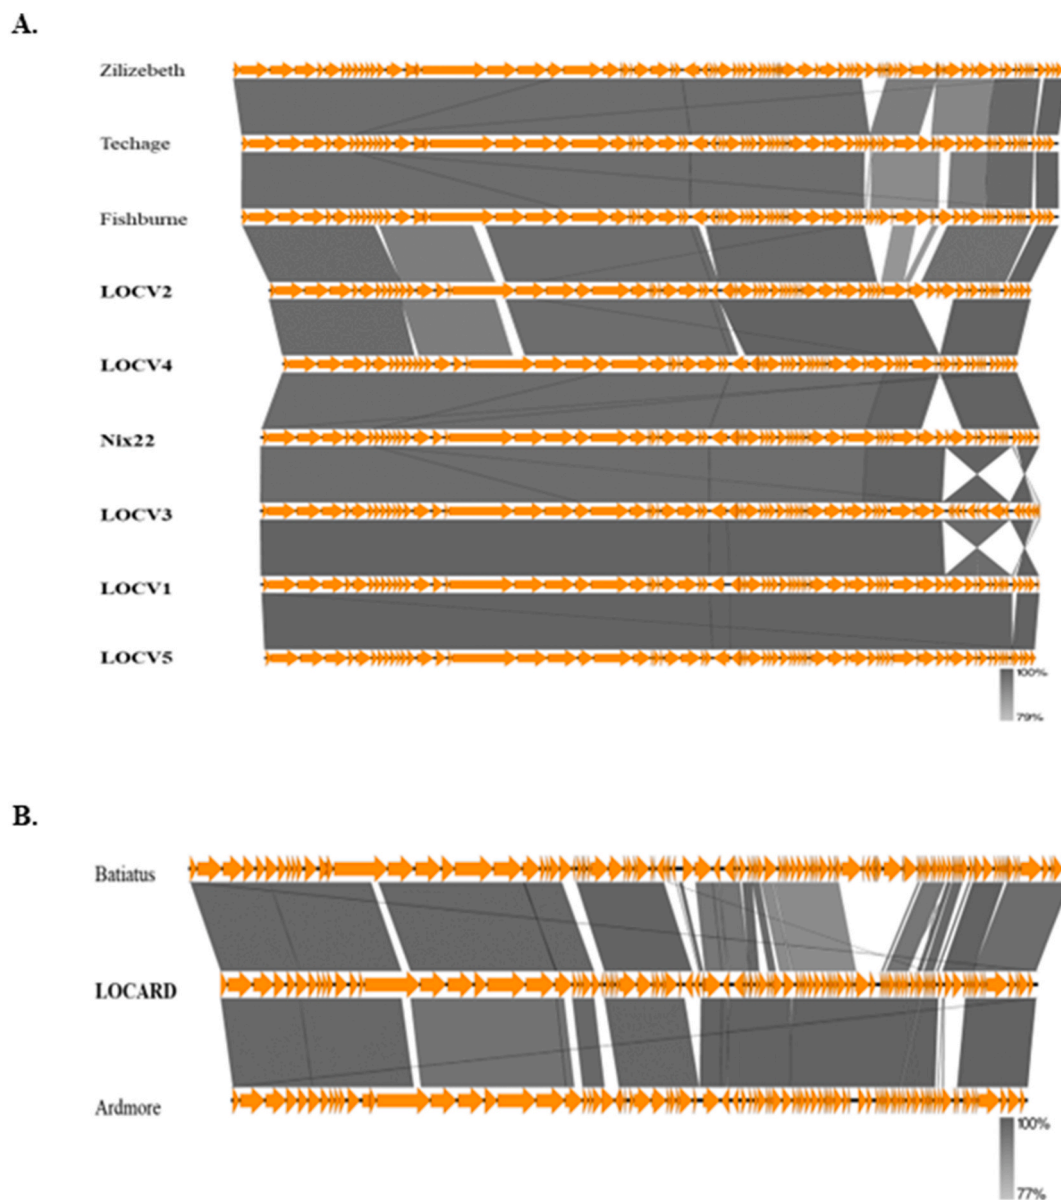 A.
Zilizebeth
Techage
Fishburne
LOCV2
LOCV4
Nix22
LOCV3
LOCV1
LOCV5
100%
79%
B.
Batiatus
LOCARD
Ardmore
100%
77%